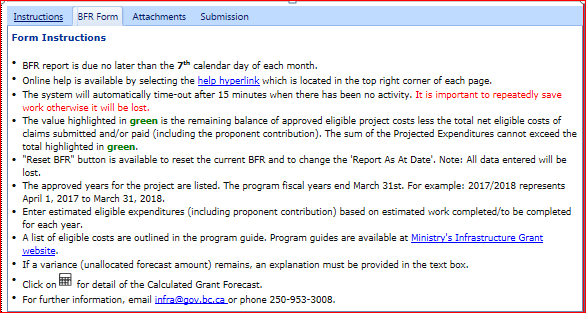 Instructions BFR Form Attachments Submission
Form Instructions
• BFR report is due no later than the 7th calendar day of each month.
• Online help is available by selecting the help hyperlink which is located in the top right corner of each page.
• The system will automatically time-out after 15 minutes when there has been no activity. It is important to repeatedly save
work otherwise it will be lost.
• The value highlighted in green is the remaining balance of approved eligible project costs less the total net eligible costs of
claims submitted and/or paid (including the proponent contribution). The sum of the Projected Expenditures cannot exceed the
total highlighted in green.
• "Reset BFR" button is available to reset the current BFR and to change the 'Report As At Date'. Note: All data entered will be
lost.
• The approved years for the project are listed. The program fiscal years end March 31st. For example: 2017/2018 represents
April 1, 2017 to March 31, 2018.
• Enter estimated eligible expenditures (including proponent contribution) based on estimated work completed/to be completed
for each year.
• A list of eligible costs are outlined in the program guide. Program guides are available at Ministry's Infrastructure Grant
website.
• If a variance (unallocated forecast amount) remains, an explanation must be provided in the text box.
• Click on for detail of the Calculated Grant Forecast.
• For further information, email infra@gov.bc.ca or phone 250-953-3008.